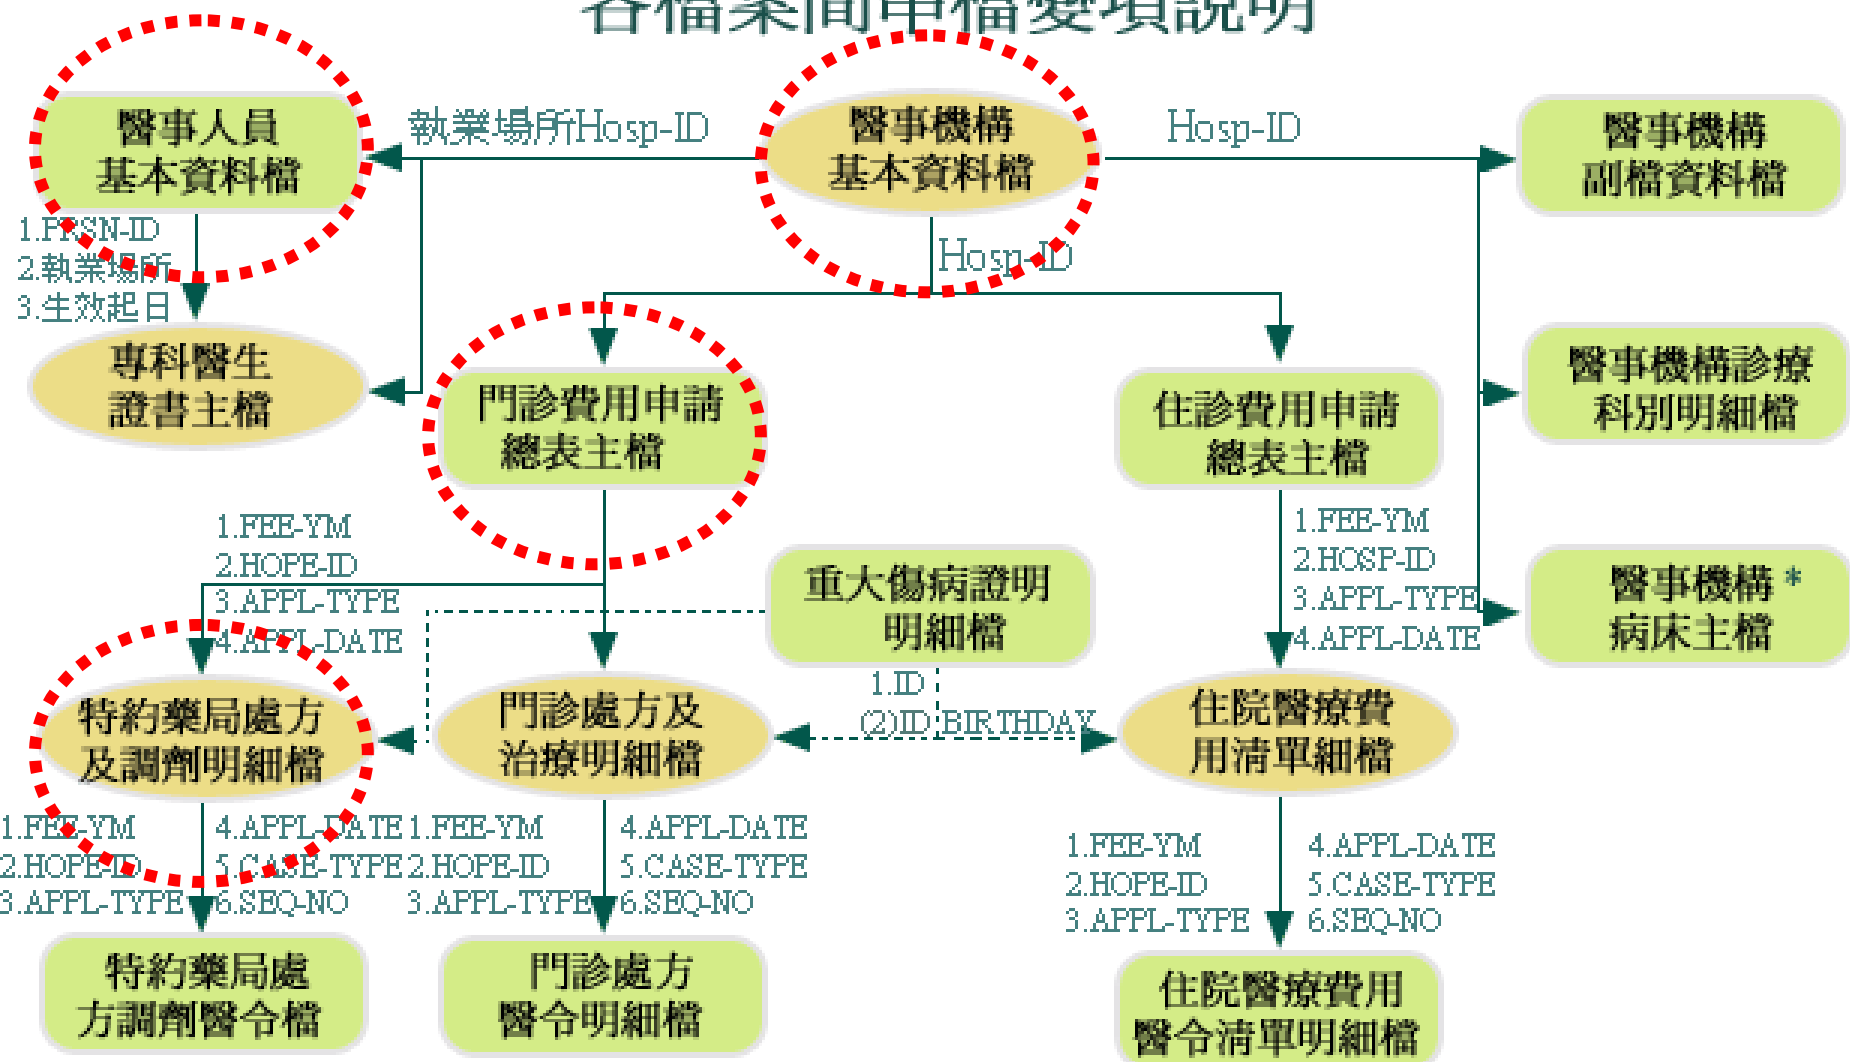 各檔案間串檔變項說明
醫事人員
基本資料檔
執業場所Hosp-ID
醫事機構
基本資料檔
Hosp-ID
醫事機構
副檔資料檔
1.PRSN-ID
2.執業場所
3.生效起日
Hosp-ID
專科醫生
證書主檔
門診費用申請
總表主檔
住診費用申請
總表主檔
醫事機構診療
科別明細檔
1.FEE-YM
2.HOPE-ID
3.APPL-TYPE
4.APPL-DATE
重大傷病證明
明細檔
1.FEE-YM
2.HOSP-ID
3.APPL-TYPE
4.APPL-DATE
醫事機構*
病床主檔
1.ID
(2)ID BIRTHDAY
特約藥局處方
及調劑明細檔
門診處方及
治療明細檔
住院醫療費
用清單細檔
1.FEE-YM
2.HOPE-ID
3.APPL-TYPE
4.APPL-DATE
5.CASE-TYPE
6.SEQ-NO
1.FEE-YM
2.HOPE-ID
3.APPL-TYPE
4.APPL-DATE
5.CASE-TYPE
6.SEQ-NO
1.FEE-YM
2.HOPE-ID
3.APPL-TYPE
4.APPL-DATE
5.CASE-TYPE
6.SEQ-NO
特約藥局處
方調劑醫令檔
門診處方
醫令明細檔
住院醫療費用
醫令清單明細檔